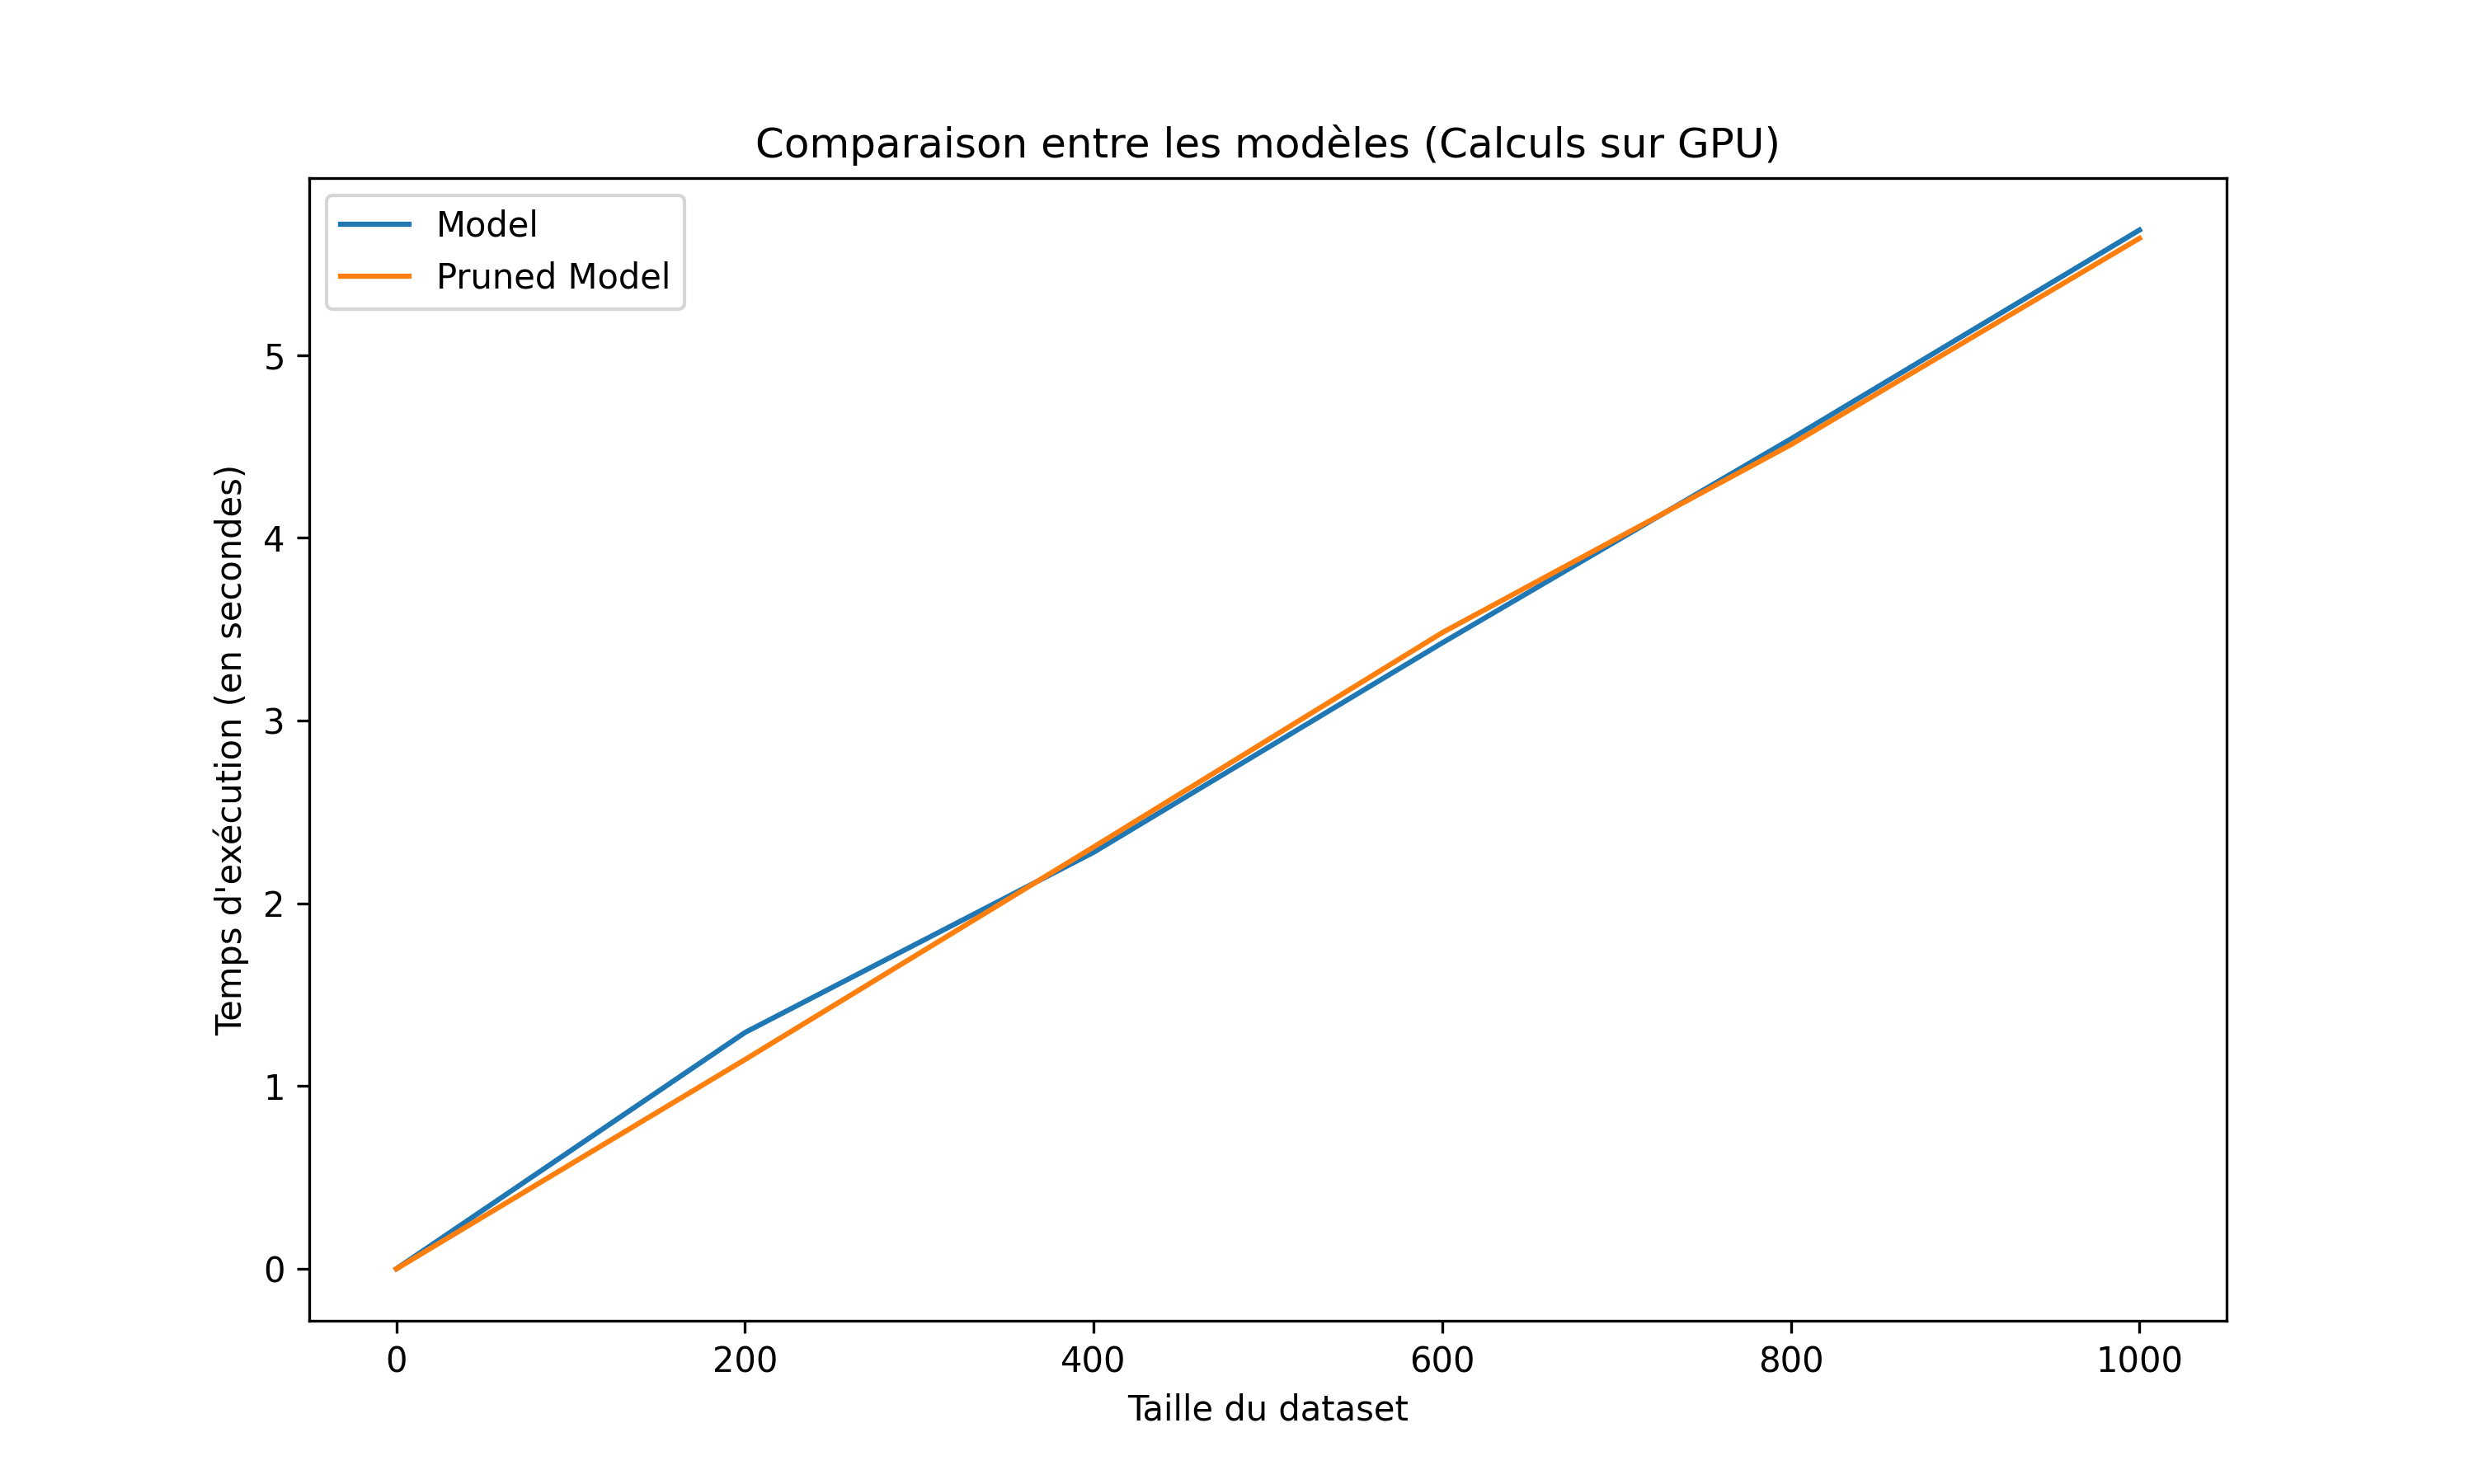 Comparaison entre les modèles (Calculs sur GPU)
Model
Pruned Model
5
4
3
2
1
0
Temps d'exécution (en secondes)
0 200 400 600 800 1000
Taille du dataset